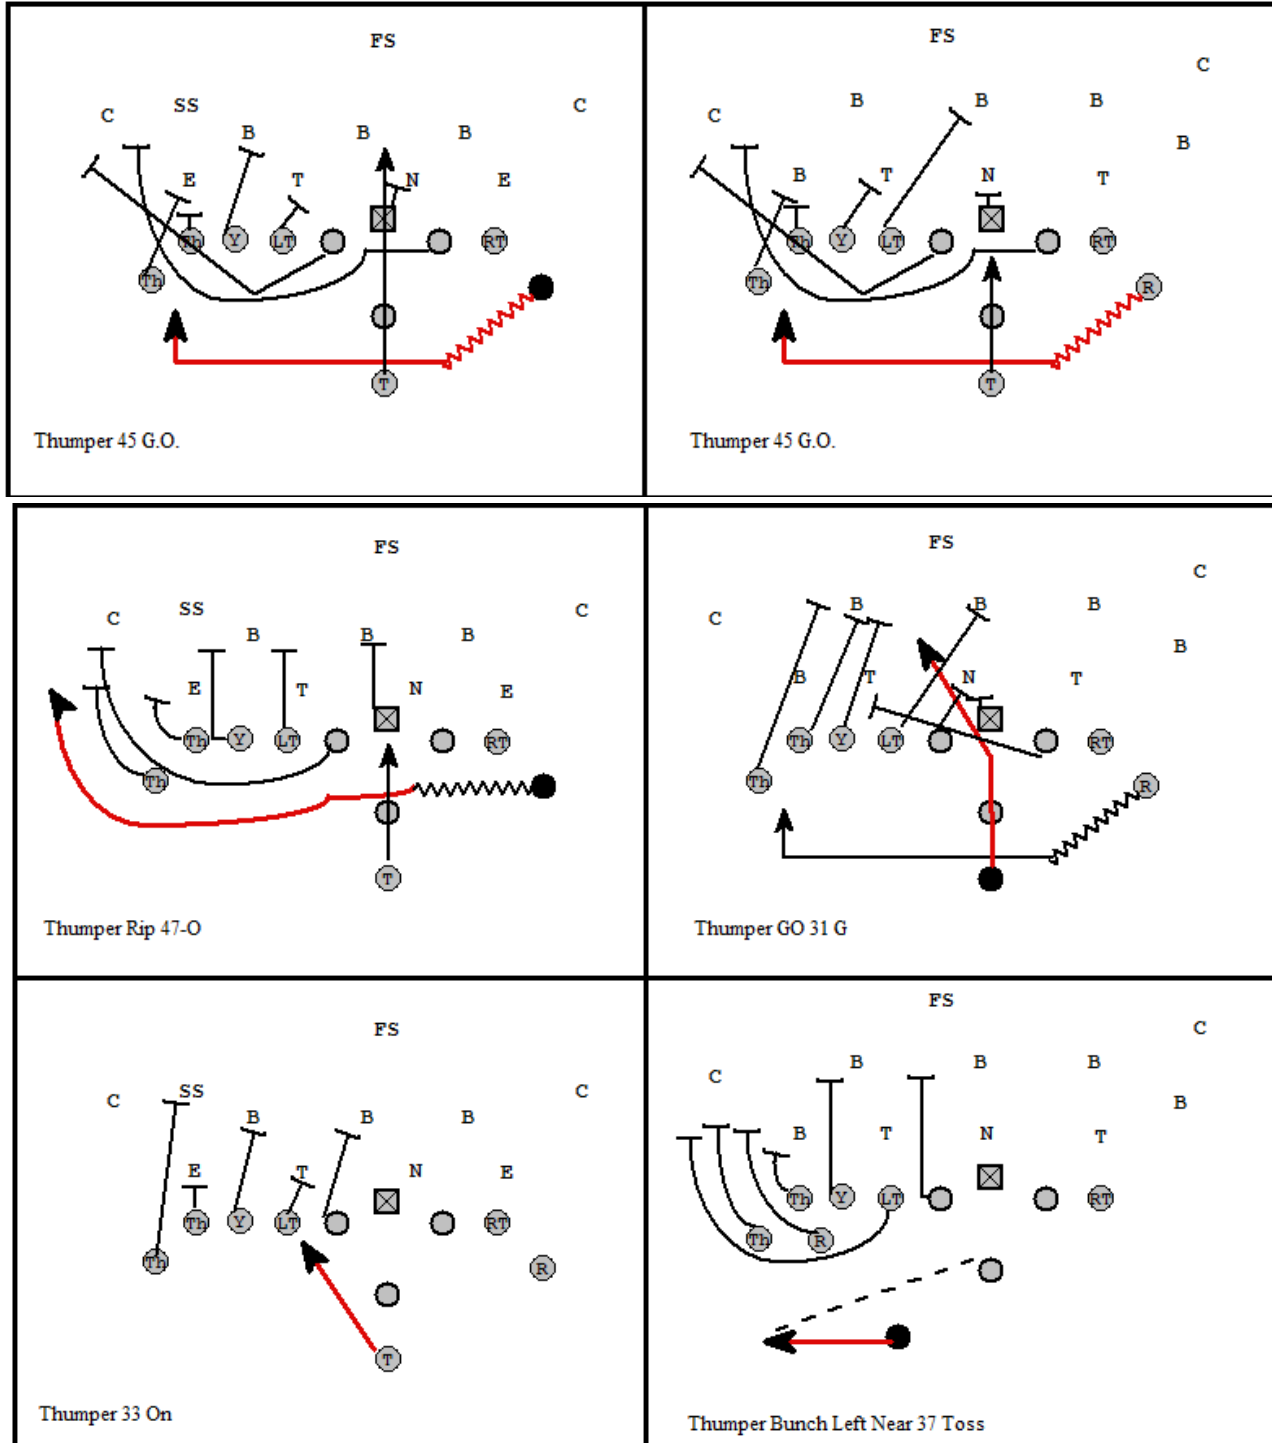 FS
C SS B B B C
E T N E
Th Y LT RT
Th
T
Thumper 45 G.O.
FS
C
C B B B
B
B T N T
Th Y LT RT
Th R
T
Thumper 45 G.O.
FS
C SS B B B C
E T N E
Th Y LT RT
Th
T
Thumper Rip 47-O
FS
C
C B B B
B
B T N T
Th Y LT RT
Th R
Thumper GO 31 G
FS
C SS B B B C
E T N E
Th Y LT RT
Th R
T
Thumper 33 On
FS
C
C B B B
B
B T N T
Th Y LT RT
Th R
Thumper Bunch Left Near 37 Toss